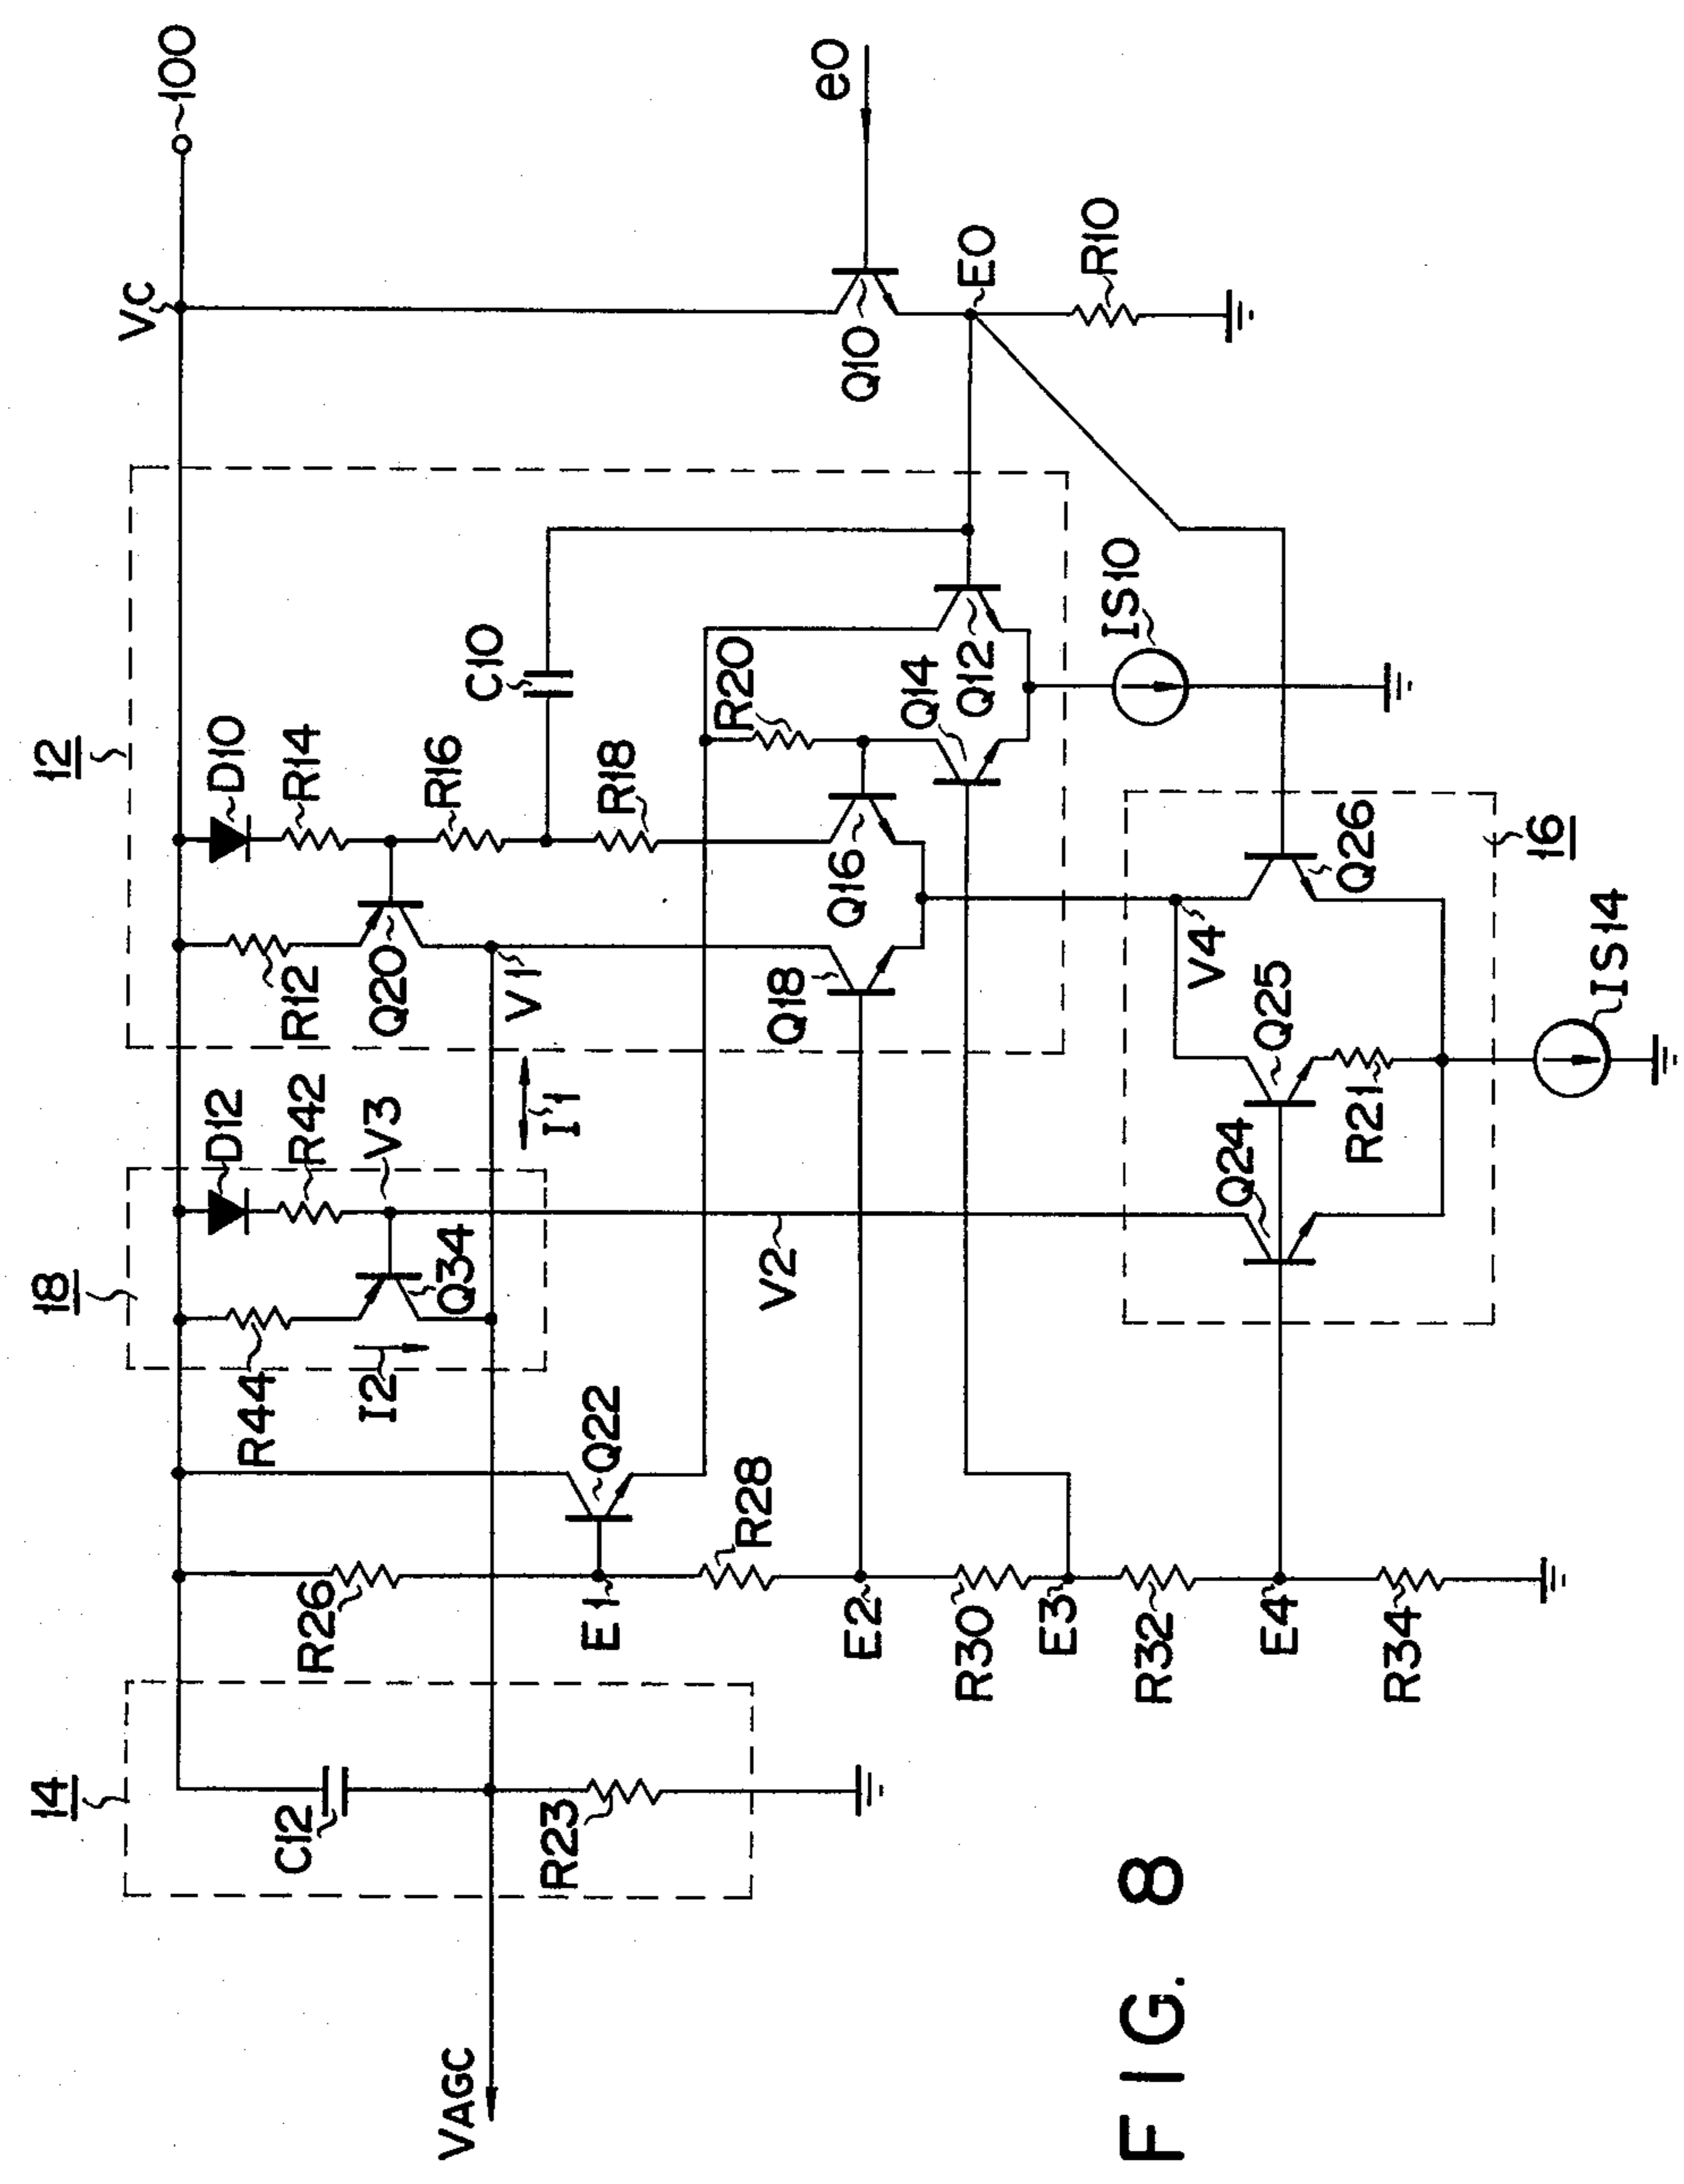 100
VC
e0
Q10
E0
R10
12
D10
R14
R16
C10
R18
R20
Q14
Q12
IS10
R12
Q20
V1
Q16
Q18
16
Q26
V4
Q25
Q24
R21
IS14
18
D12
R42
V3
I1
Q34
R44
I2
V2
Q22
R28
R26
E1
E2
R30
E3
R32
E4
R34
14
C12
R23
VAGC
FIG. 8